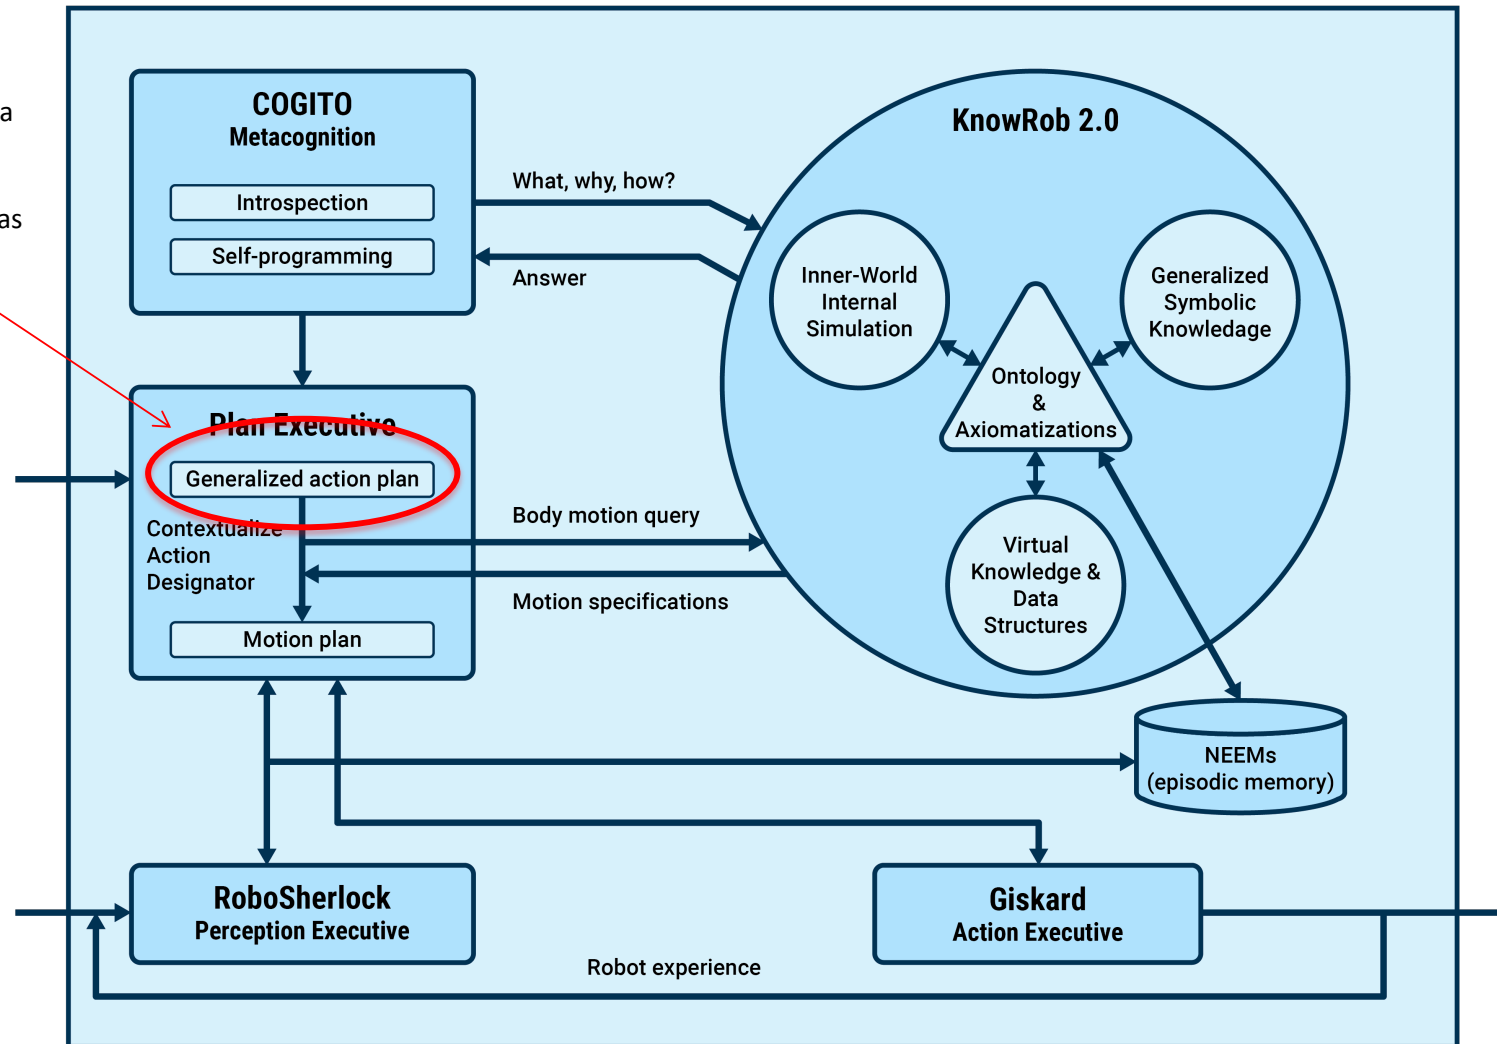 a
as
COGITO
Metacognition
Introspection
Self-programming
What, why, how?
Answer
KnowRob 2.0
Inner-World
Internal
Simulation
Generalized
Symbolic
Knowledage
Ontology
&
Axiomatizations
Virtual
Knowledge &
Data
Structures
Plan Executive
Generalized action plan
Contextualize
Action
Designator
Motion plan
Body motion query
Motion specifications
NEEMs
(episodic memory)
RoboSherlock
Perception Executive
Giskard
Action Executive
Robot experience